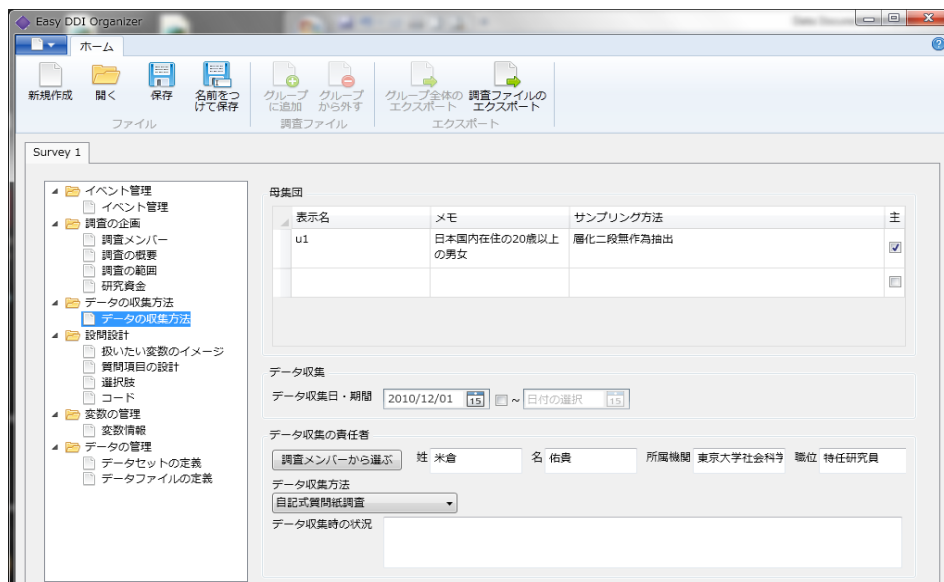 Easy DDI Organizer
ホーム
新規作成 開く 保存 名前をつ
けて保存
ファイル
グループ
に追加
グループ
から外す
調査ファイル
グループ全体の
エクスポート
調査ファイルの
エクスポート
エクスポート
Survey 1
イベント管理
イベント管理
調査の企画
調査メンバー
調査の概要
調査の範囲
研究資金
データの収集方法
データの収集方法
設問設計
扱いたい変数のイメージ
質問項目の設計
選択肢
コード
変数の管理
変数情報
データの管理
データセットの定義
データファイルの定義
母集団
表示名 メモ サンプリング方法 主
u1 日本国内在住の20歳以上 層化二段無作為抽出
の男女
データ収集
データ収集日・期間 2010/12/01 15 ~ 日付の選択 15
データ収集の責任者
調査メンバーから選ぶ 姓 米倉 名 佑貴 所属機関 東京大学社会科学 職位 特任研究員
データ収集方法
自記式質問紙調査
データ収集時の状況